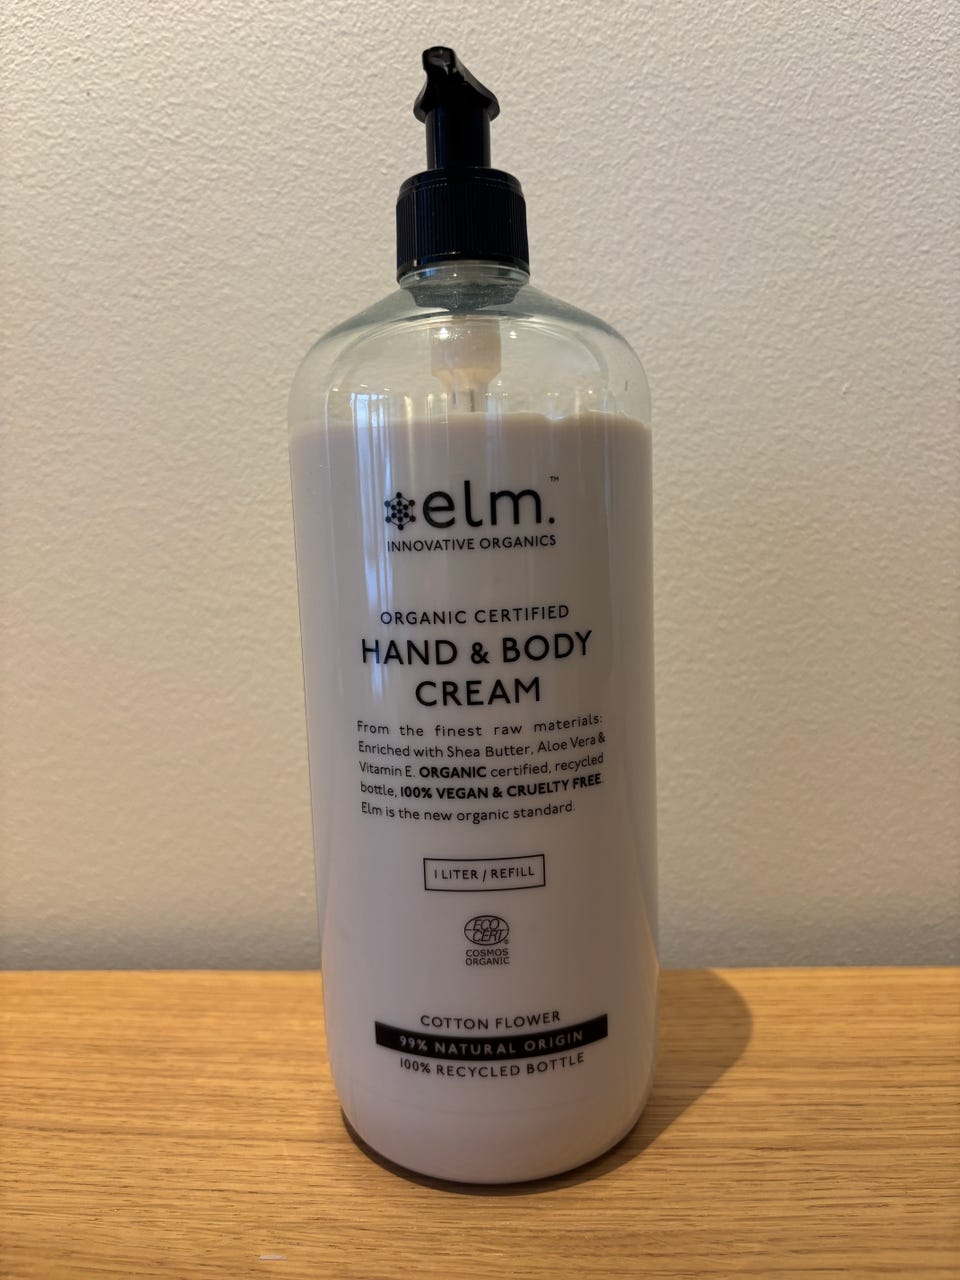 elm.™
INNOVATIVE ORGANICS
ORGANIC CERTIFIED
HAND & BODY
CREAM
From the finest raw materials:
Enriched with Shea Butter, Aloe Vera &
Vitamin E. ORGANIC certified, recycled
bottle, 100% VEGAN & CRUELTY FREE.
Elm is the new organic standard.
1 LITER / REFILL
ECO
CERT®
COSMOS
ORGANIC
COTTON FLOWER
99% NATURAL ORIGIN
100% RECYCLED BOTTLE